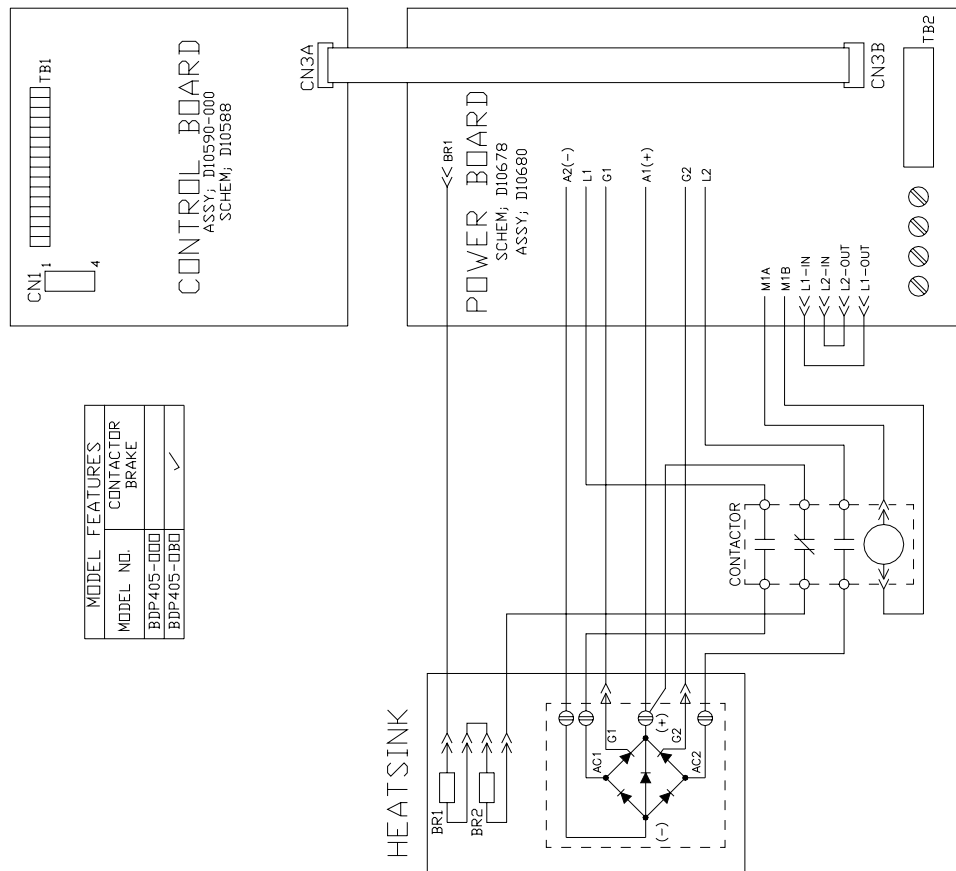 CONTROL BOARD
ASSY; D10590-000
SCHEM; D10588
TB1
CN1
1
4
CN3A
CN3B
TB2
POWER BOARD
SCHEM; D10678
ASSY; D10680
BR1
A2(-)
L1
G1
A1(+)
G2
L2
M1A
M1B
L1-IN
L2-IN
L2-OUT
L1-OUT
MODEL FEATURES
MODEL NO.
CONTACTOR
BRAKE
BDP405-000
BDP405-0B0
CONTACTOR
HEATSINK
BR1
BR2
AC1
G1
(+)
G2
AC2
(-)